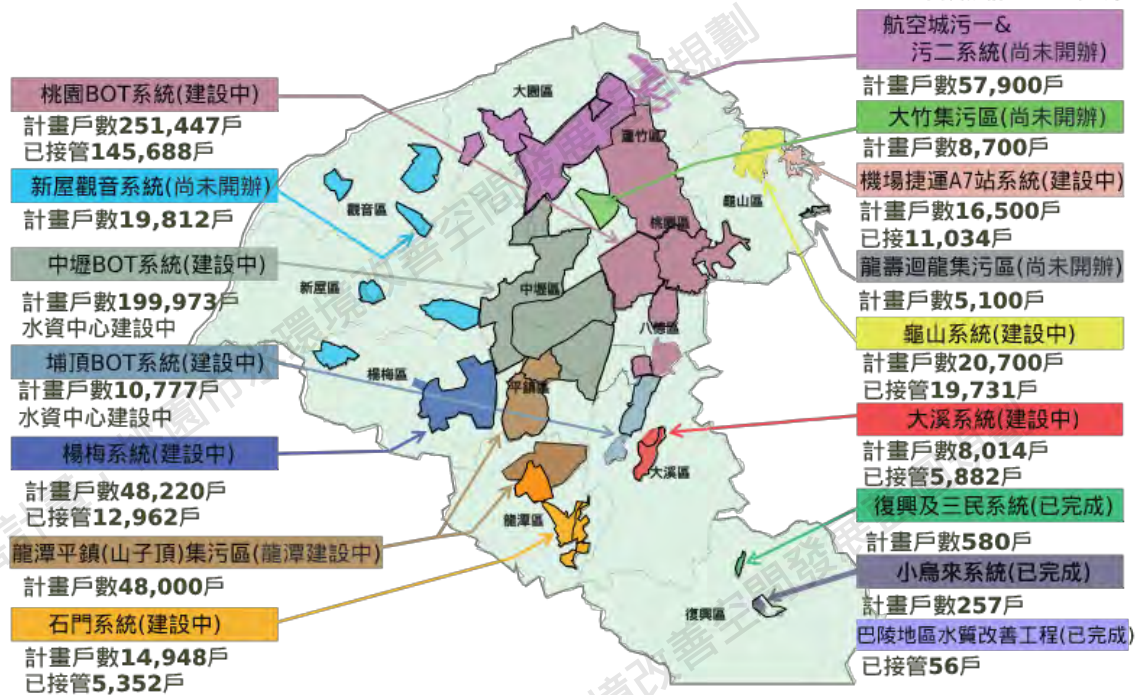 桃園BOT系統(建設中)
計畫戶數251,447戶
已接管145,688戶
新屋觀音系統(尚未開辦)
計畫戶數19,812戶
中壢BOT系統(建設中)
計畫戶數199,973戶
水資中心建設中
埔頂BOT系統(建設中)
計畫戶數10,777戶
水資中心建設中
楊梅系統(建設中)
計畫戶數48,220戶
已接管12,962戶
龍潭平鎮(山子頂)集污區(龍潭建設中)
計畫戶數48,000戶
石門系統(建設中)
計畫戶數14,948戶
已接管5,352戶
大園區
蘆竹區
觀音區
桃園區
龜山區
新屋區
中壢區
八德區
楊梅區
平鎮區
大溪區
龍潭區
復興區
航空城污一&
污二系統(尚未開辦)
計畫戶數57,900戶
大竹集污區(尚未開辦)
計畫戶數8,700戶
機場捷運A7站系統(建設中)
計畫戶數16,500戶
已接11,034戶
龍壽迴龍集污區(尚未開辦)
計畫戶數5,100戶
龜山系統(建設中)
計畫戶數20,700戶
已接管19,731戶
大溪系統(建設中)
計畫戶數8,014戶
已接管5,882戶
復興及三民系統(已完成)
計畫戶數580戶
小烏來系統(已完成)
計畫戶數257戶
巴陵地區水質改善工程(已完成)
已接管56戶